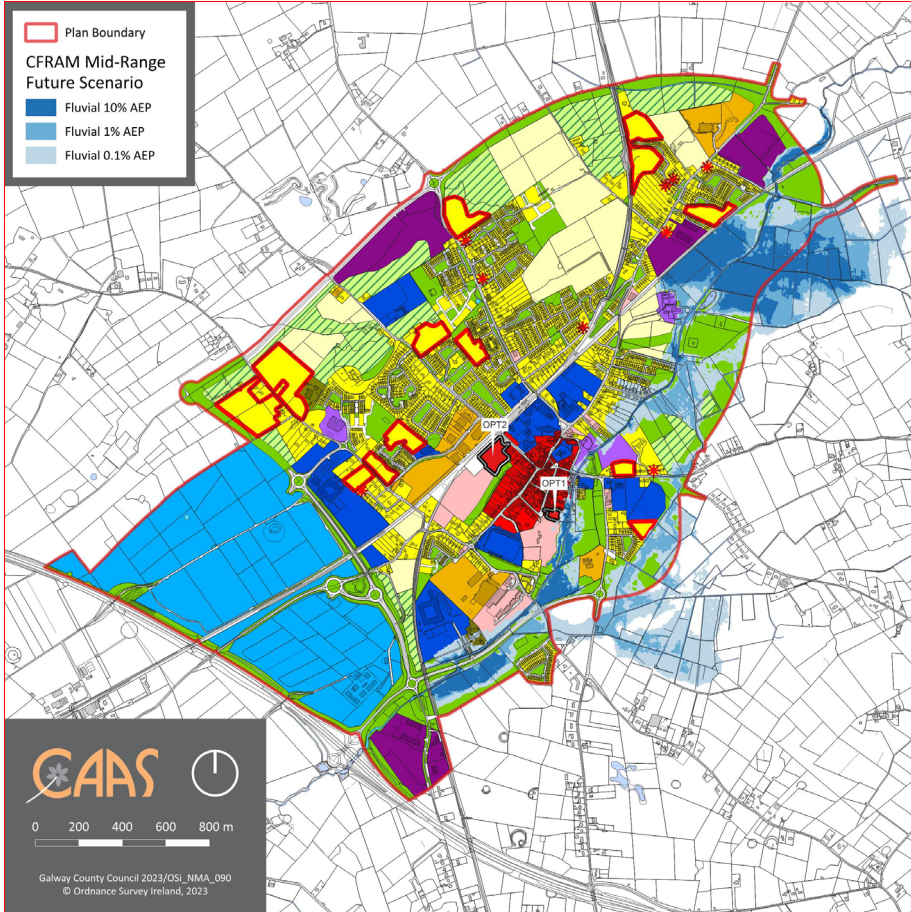 Plan Boundary
CFRAM Mid-Range
Future Scenario
Fluvial 10% AEP
Fluvial 1% AEP
Fluvial 0.1% AEP
OPT2
OPT1
CAAS
0 200 400 600 800 m
Galway County Council 2023/OSi_NMA_090
© Ordnance Survey Ireland, 2023